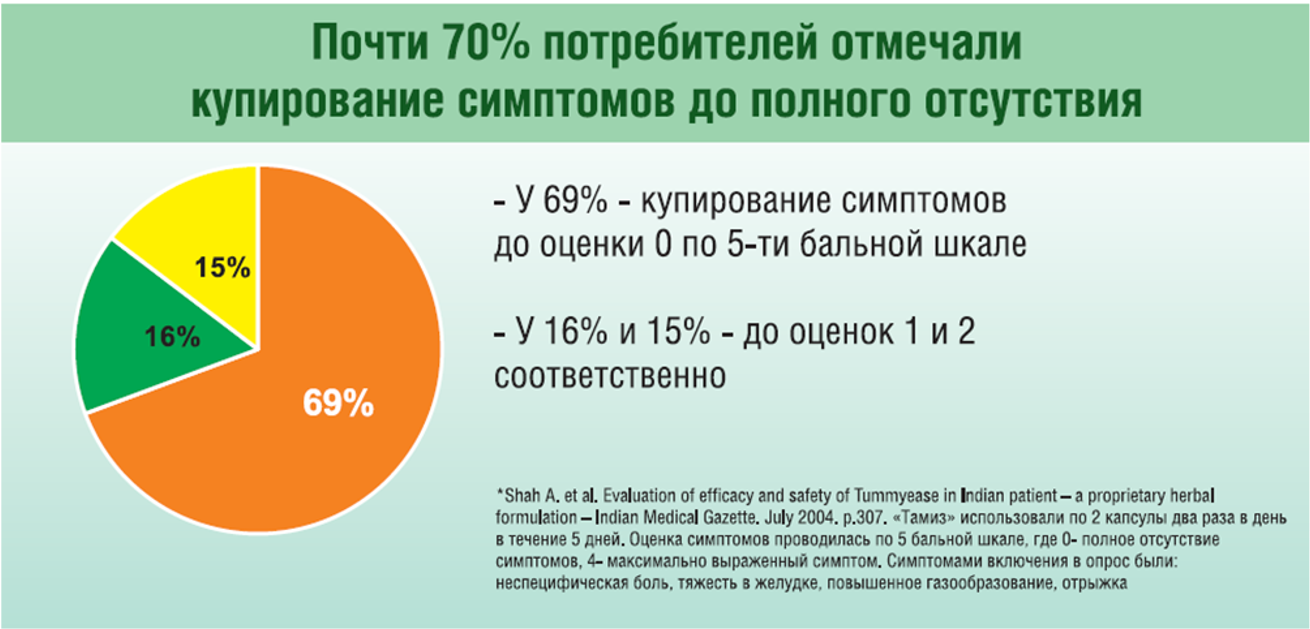 Почти 70% потребителей отмечали
купирование симптомов до полного отсутствия
15%
16%
69%
- У 69% - купирование симптомов
до оценки 0 по 5-ти бальной шкале
- У 16% и 15% - до оценок 1 и 2
соответственно
*Shah A. et al. Evaluation of efficacy and safety of Tummyease in Indian patient – a proprietary herbal
formulation – Indian Medical Gazette. July 2004. p.307. «Тамиз» использовали по 2 капсулы два раза в день
в течение 5 дней. Оценка симптомов проводилась по 5 бальной шкале, где 0- полное отсутствие
симптомов, 4- максимально выраженный симптом. Симптомами включения в опрос были:
неспецифическая боль, тяжесть в желудке, повышенное газообразование, отрыжка